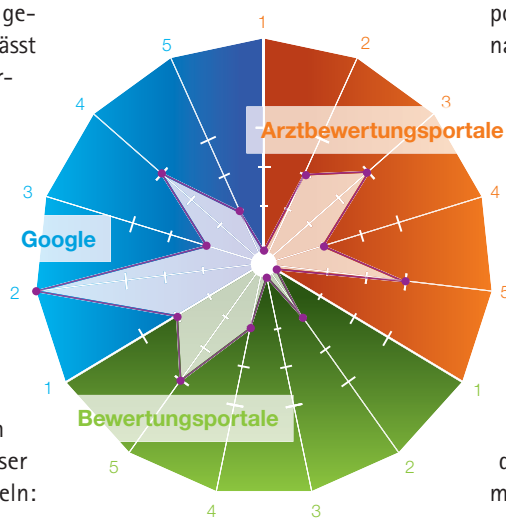 ge-
ässt
r-
po
na
1
2
3
4
5
Arztbewertungsportale
5
4
3
2
1
Google
1
2
3
4
5
Bewertungsportale
n
ser
eln:
d
m